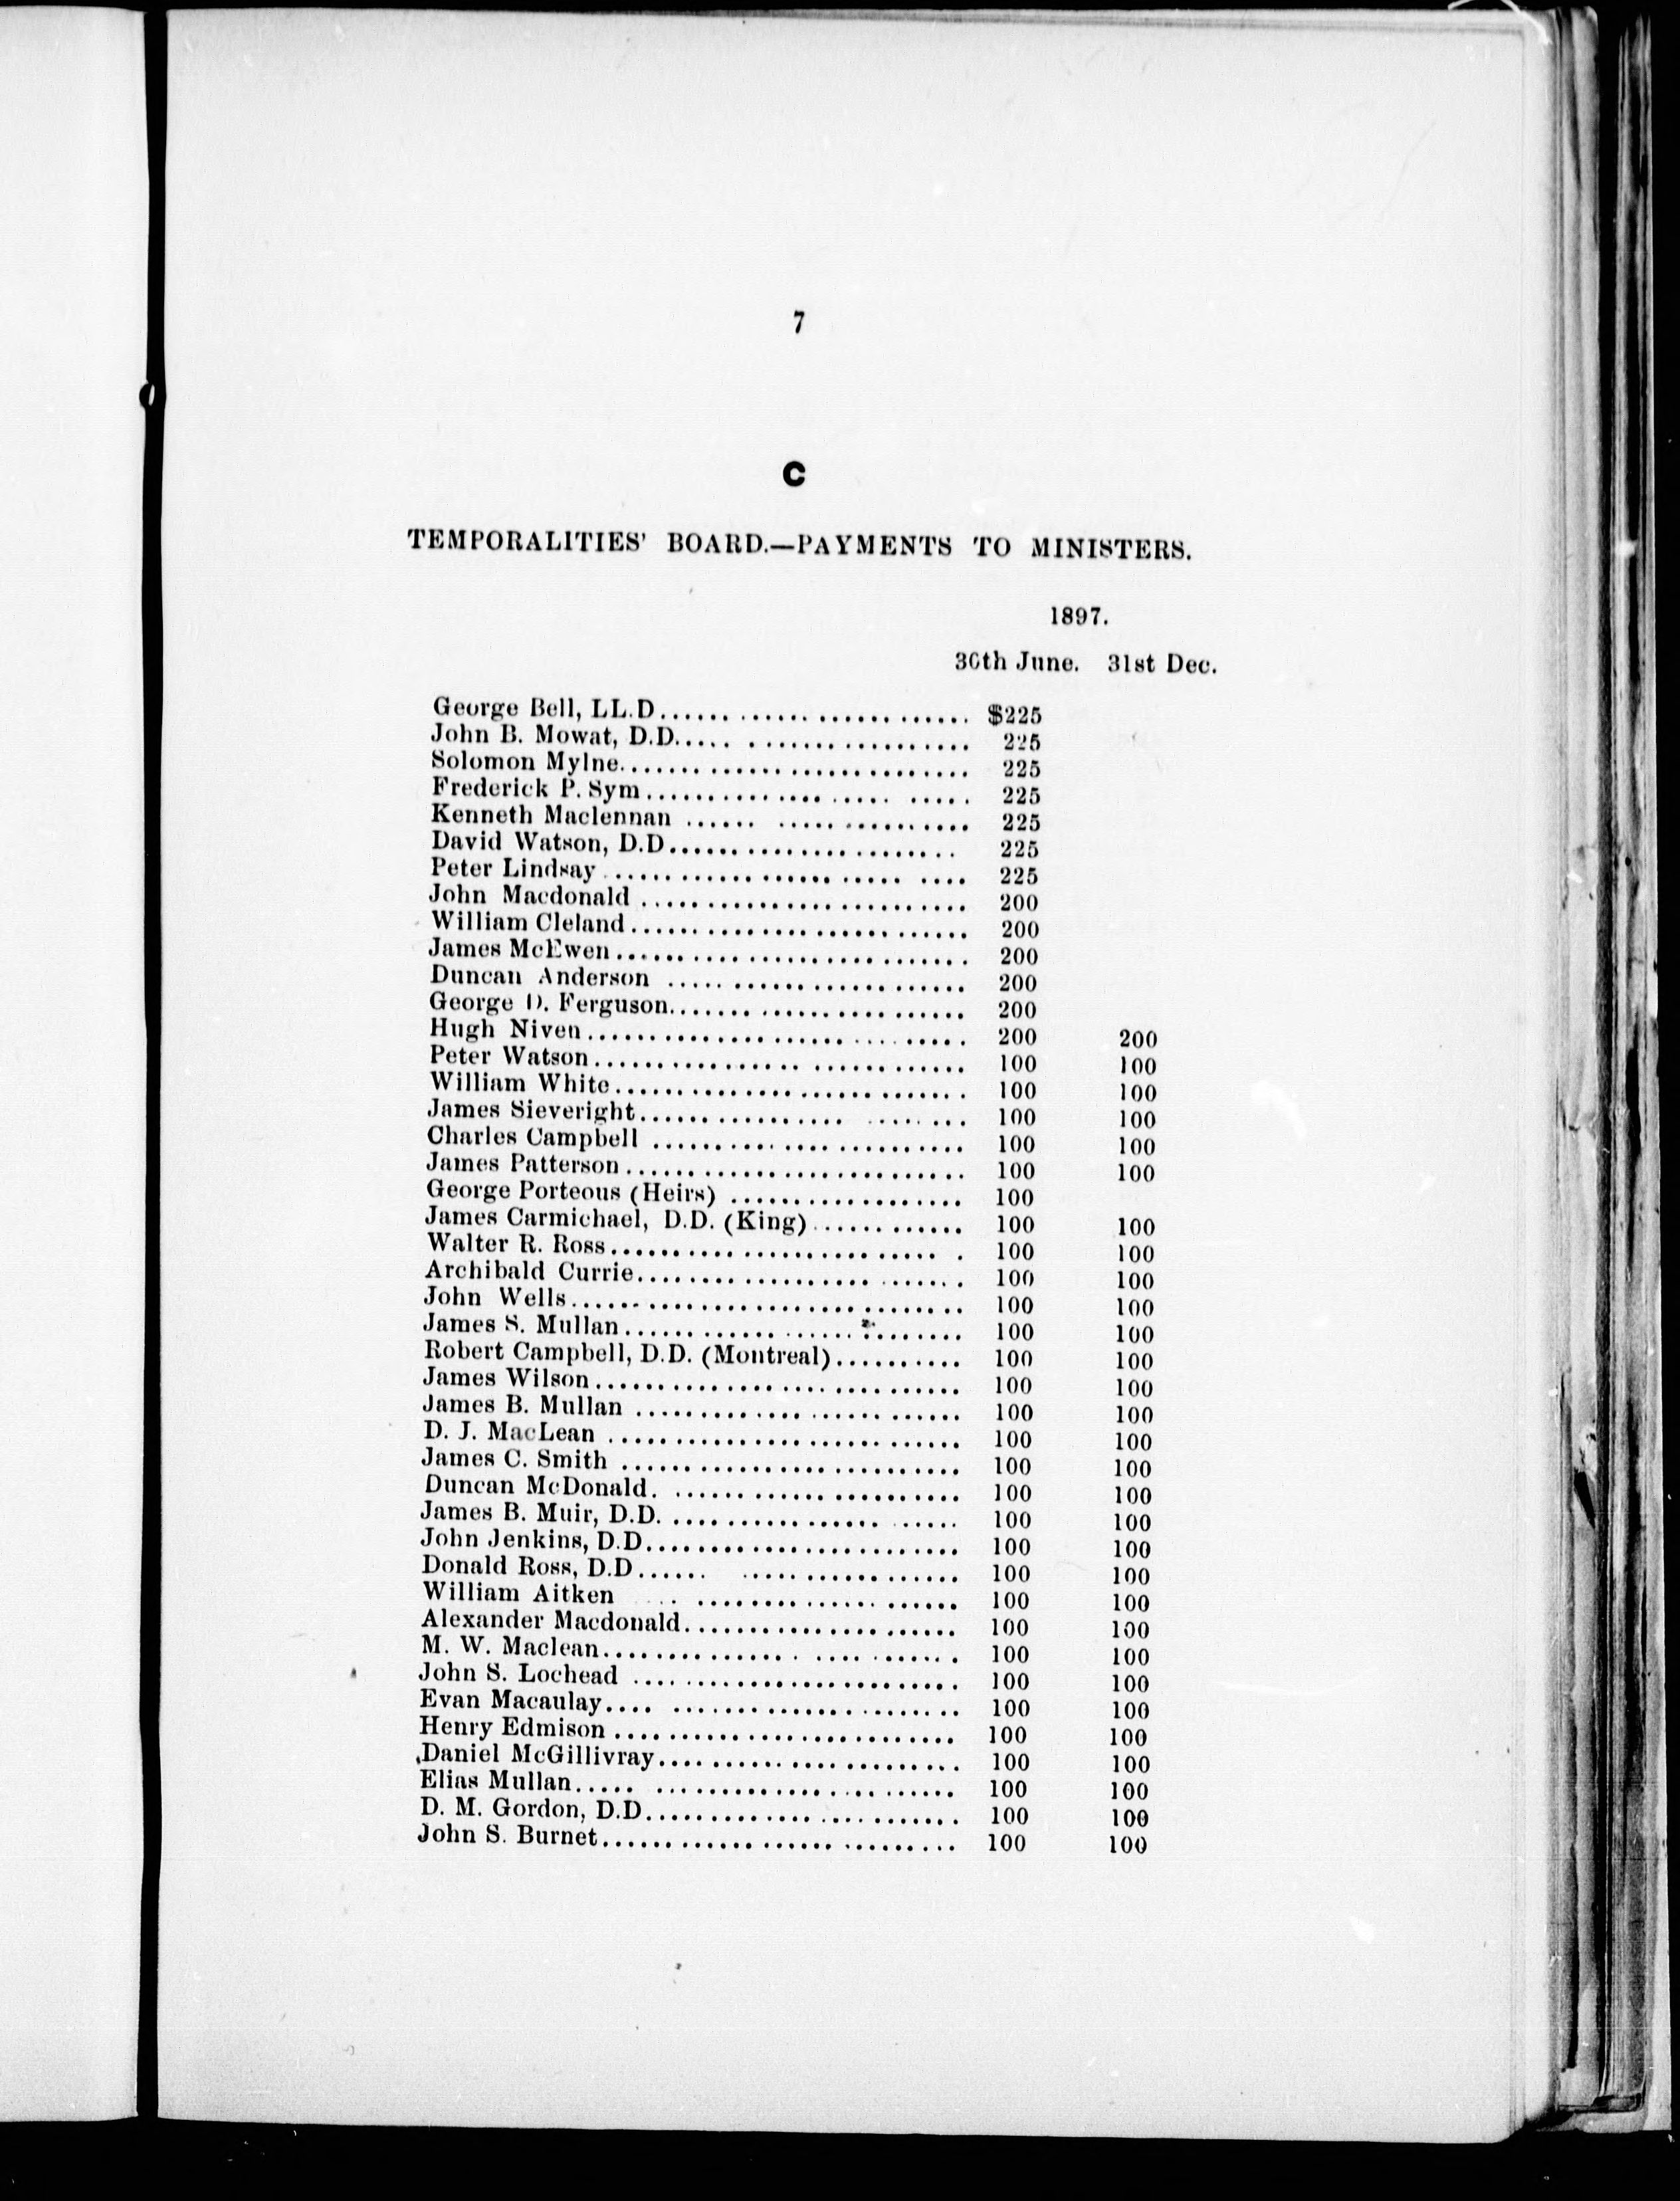 7
C
TEMPORALITIES' BOARD.—PAYMENTS TO MINISTERS.
1897.
30th June. 31st Dec.
George Bell, LL.D. $225
John B. Mowat, D.D. 225
Solomon Mylne 225
Frederick P. Sym 225
Kenneth Maclennan 225
David Watson, D.D. 225
Peter Lindsay 225
John Macdonald 200
William Cleland 200
James McEwen 200
Duncan Anderson 200
George D. Ferguson 200
Hugh Niven 200 200
Peter Watson 100 100
William White 100 100
James Sieveright 100 100
Charles Campbell 100 100
James Patterson 100 100
George Porteous (Heirs) 100
James Carmichael, D.D. (King) 100 100
Walter R. Ross 100 100
Archibald Currie 100 100
John Wells 100 100
James S. Mullan 100 100
Robert Campbell, D.D. (Montreal) 100 100
James Wilson 100 100
James B. Mullan 100 100
D. J. MacLean 100 100
James C. Smith 100 100
Duncan McDonald 100 100
James B. Muir, D.D. 100 100
John Jenkins, D.D. 100 100
Donald Ross, D.D. 100 100
William Aitken 100 100
Alexander Macdonald 100 100
M. W. Maclean 100 100
John S. Lochead 100 100
Evan Macaulay 100 100
Henry Edmison 100 100
Daniel McGillivray 100 100
Elias Mullan 100 100
D. M. Gordon, D.D. 100 100
John S. Burnet 100 100